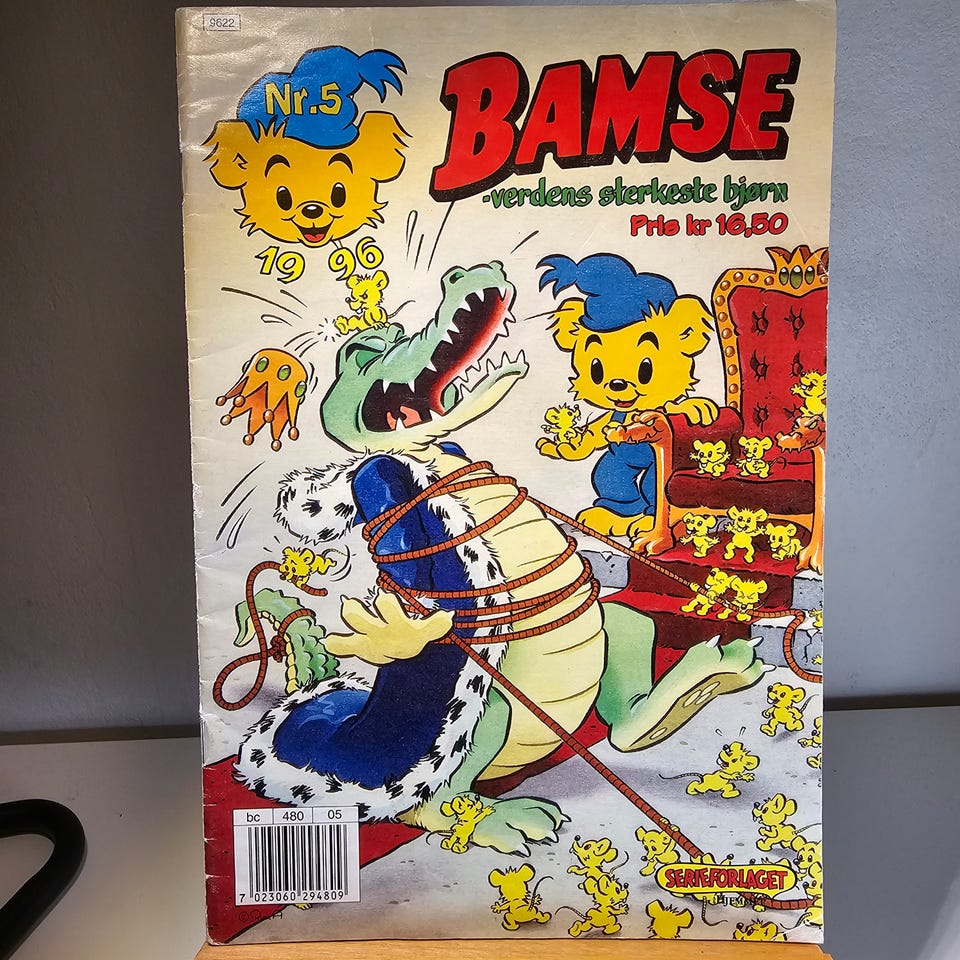 9622
Nr.5
BAMSE
-verdens sterkeste bjørn
Pris kr 16,50
19 96
bc 480 05
7 023060 294809
SERIEFORLAGET